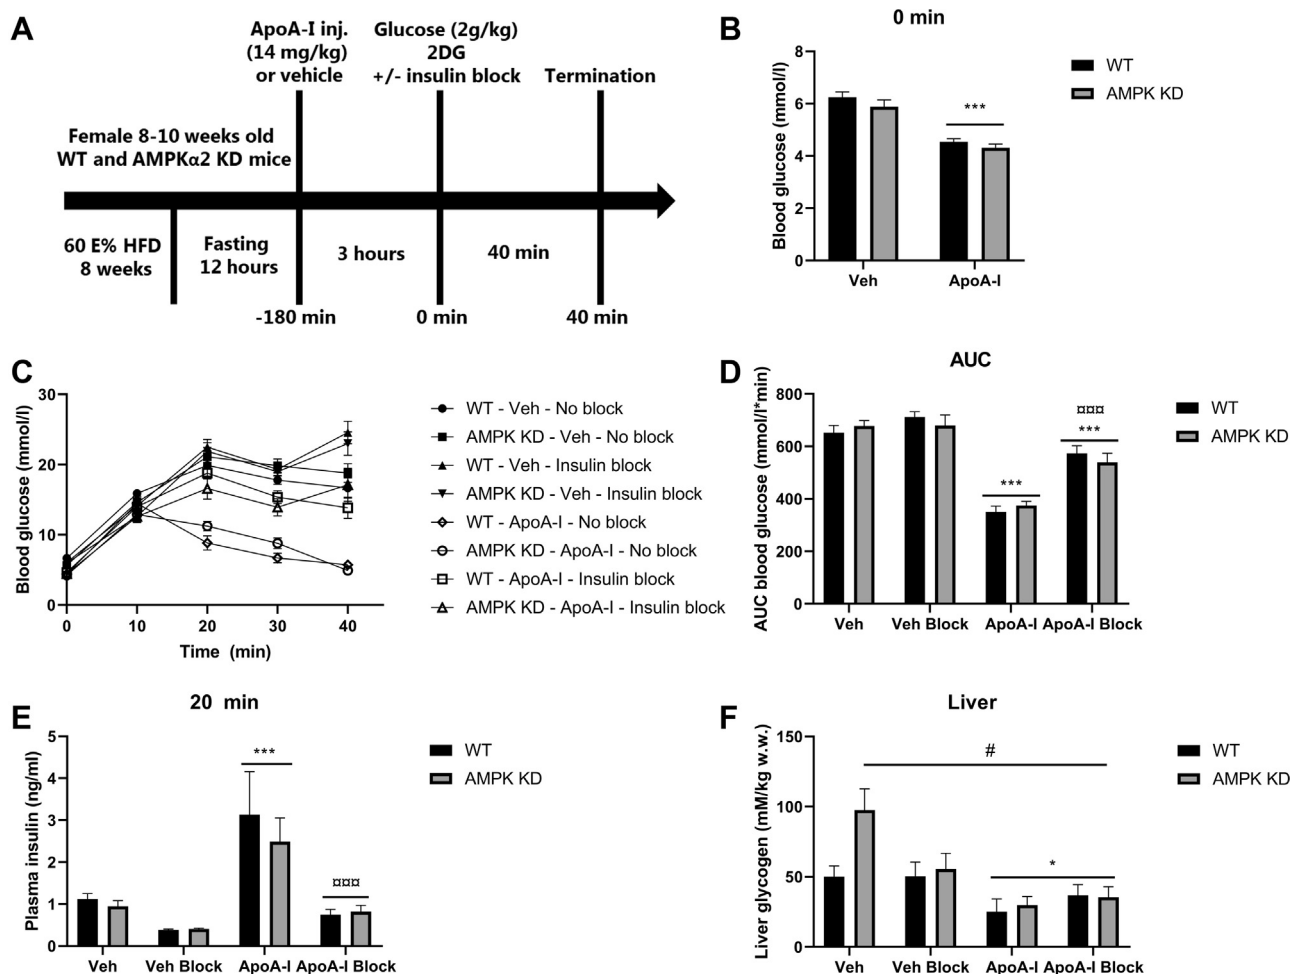 A
ApoA-I inj.
(14 mg/kg)
or vehicle
Glucose (2g/kg)
2DG
+/- insulin block
Termination
Female 8-10 weeks old
WT and AMPKα2 KD mice
60 E% HFD
8 weeks
Fasting
12 hours
3 hours
40 min
-180 min
0 min
40 min
B
0 min
Blood glucose (mmol/l)
8
6
4
2
0
***
Veh
ApoA-I
WT
AMPK KD
C
Blood glucose (mmol/l)
30
20
10
0
0
10
20
30
40
Time (min)
WT - Veh - No block
AMPK KD - Veh - No block
WT - Veh - Insulin block
AMPK KD - Veh - Insulin block
WT - ApoA-I - No block
AMPK KD - ApoA-I - No block
WT - ApoA-I - Insulin block
AMPK KD - ApoA-I - Insulin block
D
AUC
AUC blood glucose (mmol/l*min)
800
600
400
200
0
***
¤¤¤
***
Veh
Veh Block
ApoA-I
ApoA-I Block
WT
AMPK KD
E
20 min
Plasma insulin (ng/ml)
5
4
3
2
1
0
***
¤¤¤
Veh
Veh Block
ApoA-I
ApoA-I Block
WT
AMPK KD
F
Liver
Liver glycogen (mM/kg w.w.)
150
100
50
0
#
*
Veh
Veh Block
ApoA-I
ApoA-I Block
WT
AMPK KD